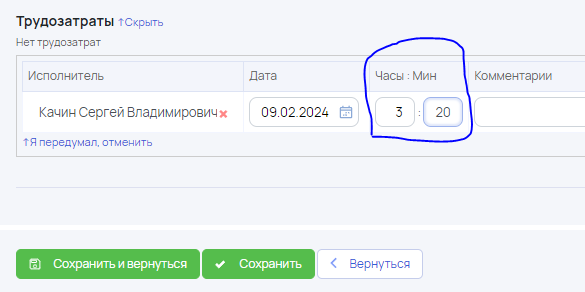 Трудозатраты ↑Скрыть
Нет трудозатрат
Исполнитель Дата Часы : Мин Комментарии
Качин Сергей Владимирович 09.02.2024 3 : 20
↑Я передумал, отменить
Сохранить и вернуться Сохранить Вернуться